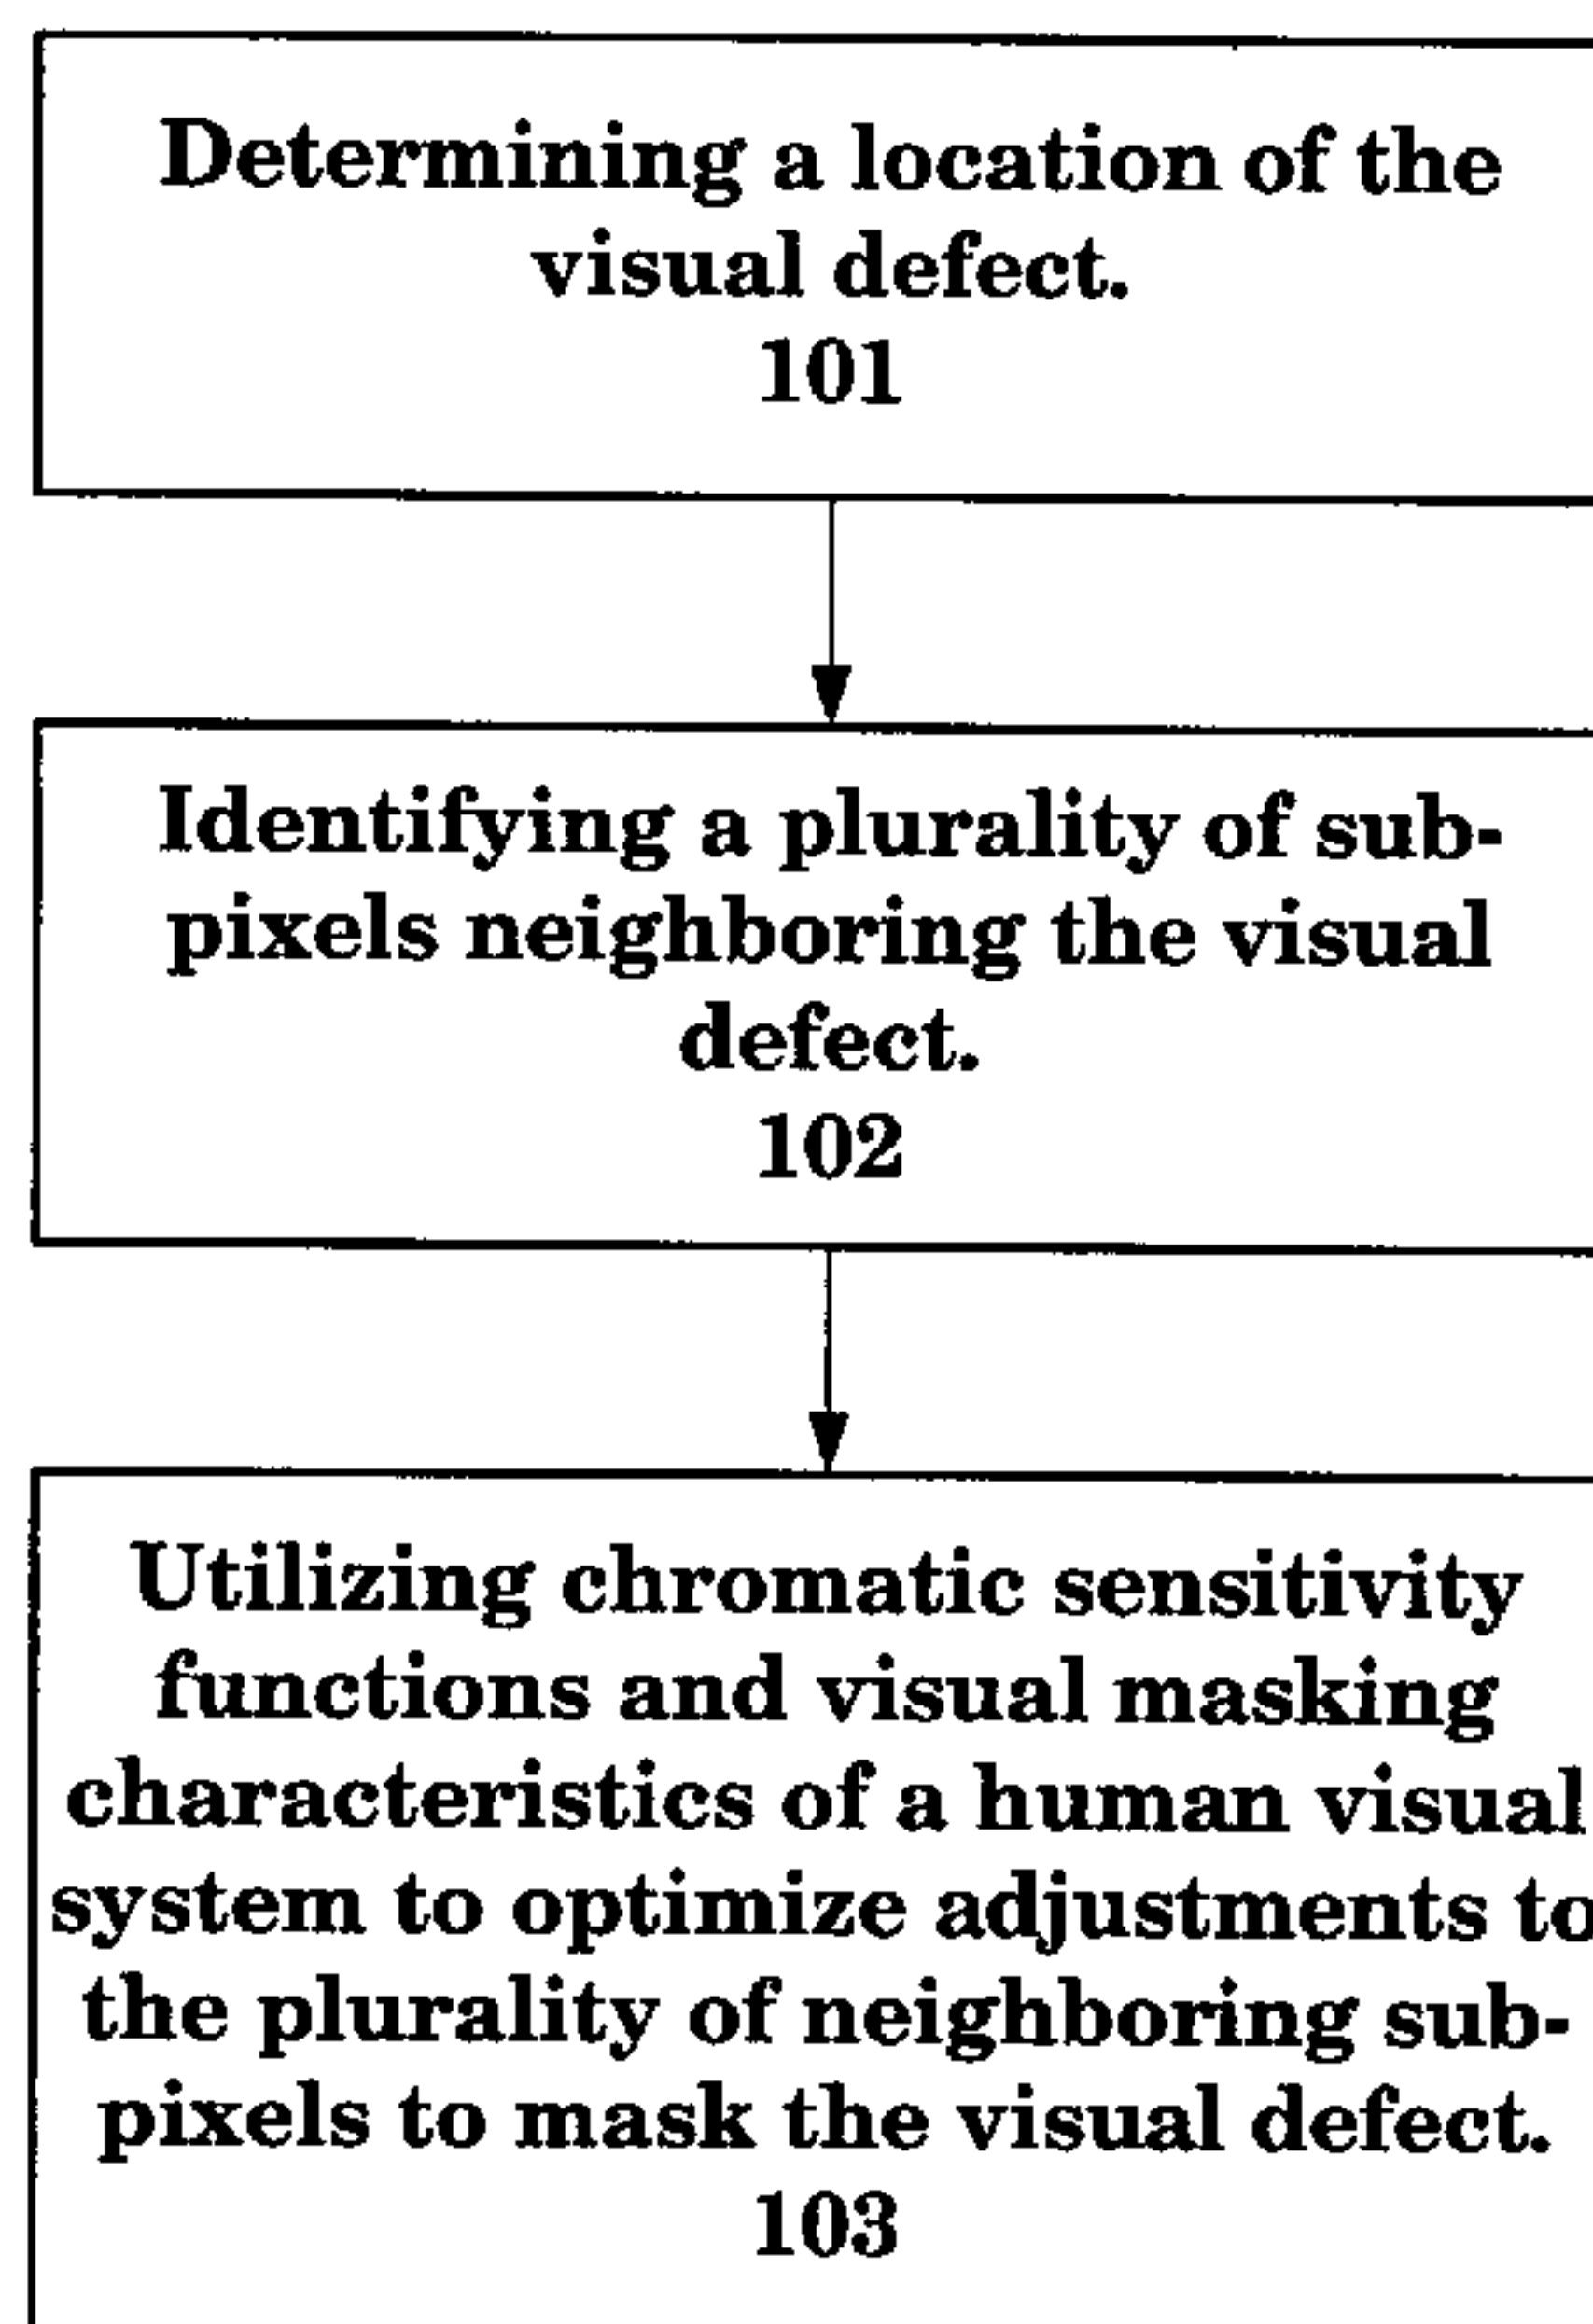 Determining a location of the
visual defect.
101
Identifying a plurality of sub-
pixels neighboring the visual
defect.
102
Utilizing chromatic sensitivity
functions and visual masking
characteristics of a human visual
system to optimize adjustments to
the plurality of neighboring sub-
pixels to mask the visual defect.
103